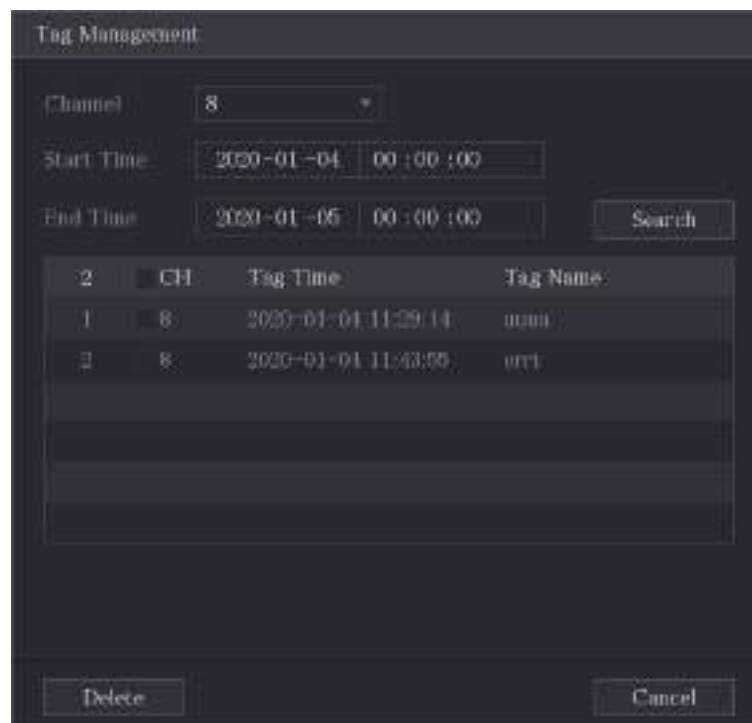 Tag Management
Channel 8
Start Time 2020-01-04 00:00:00
End Time 2020-01-05 00:00:00 Search
2 CH Tag Time Tag Name
1 8 2020-01-04 11:29:14
2 8 2020-01-04 11:43:55
Delete Cancel